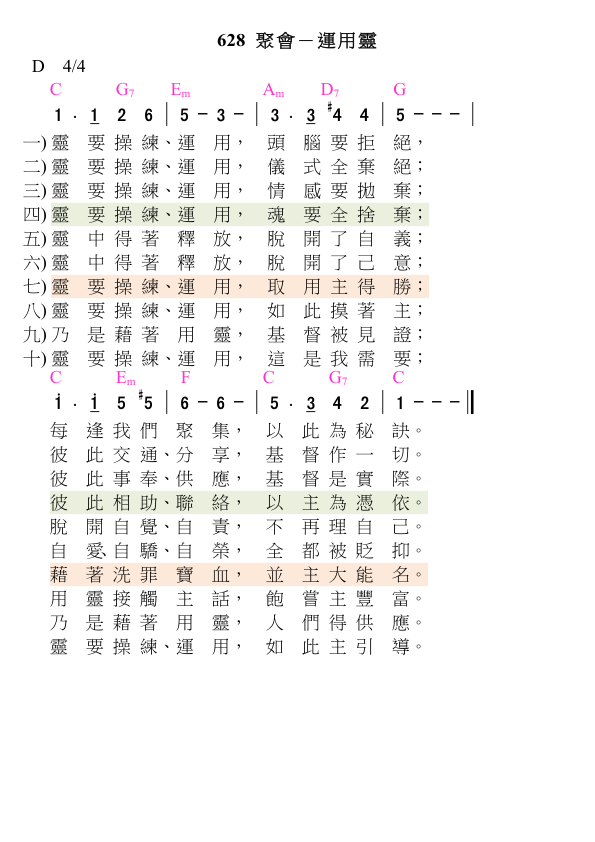 628 聚會－運用靈
D 4/4
C G7 Em Am D7 G
1 . 1 2 6 | 5 − 3 − | 3 . 3 #4 4 | 5 − − − |
一) 靈 要 操 練、運 用， 頭 腦 要 拒 絕，
二) 靈 要 操 練、運 用， 儀 式 全 棄 絕；
三) 靈 要 操 練、運 用， 情 感 要 拋 棄；
四) 靈 要 操 練、運 用， 魂 要 全 捨 棄；
五) 靈 中 得 著 釋 放， 脫 開 了 自 義；
六) 靈 中 得 著 釋 放， 脫 開 了 己 意；
七) 靈 要 操 練、運 用， 取 用 主 得 勝；
八) 靈 要 操 練、運 用， 如 此 摸 著 主；
九) 乃 是 藉 著 用 靈， 基 督 被 見 證；
十) 靈 要 操 練、運 用， 這 是 我 需 要；
C Em F C G7 C
i . i 5 #5 | 6 − 6 − | 5 . 3 4 2 | 1 − − − ||
每 逢 我 們 聚 集， 以 此 為 秘 訣。
彼 此 交 通、分 享， 基 督 作 一 切。
彼 此 事 奉、供 應， 基 督 是 實 際。
彼 此 相 助、聯 絡， 以 主 為 憑 依。
脫 開 自 覺、自 責， 不 再 理 自 己。
自 愛、自 驕、自 榮， 全 都 被 貶 抑。
藉 著 洗 罪 寶 血， 並 主 大 能 名。
用 靈 接 觸 主 話， 飽 嘗 主 豐 富。
乃 是 藉 著 用 靈， 人 們 得 供 應。
靈 要 操 練、運 用， 如 此 主 引 導。